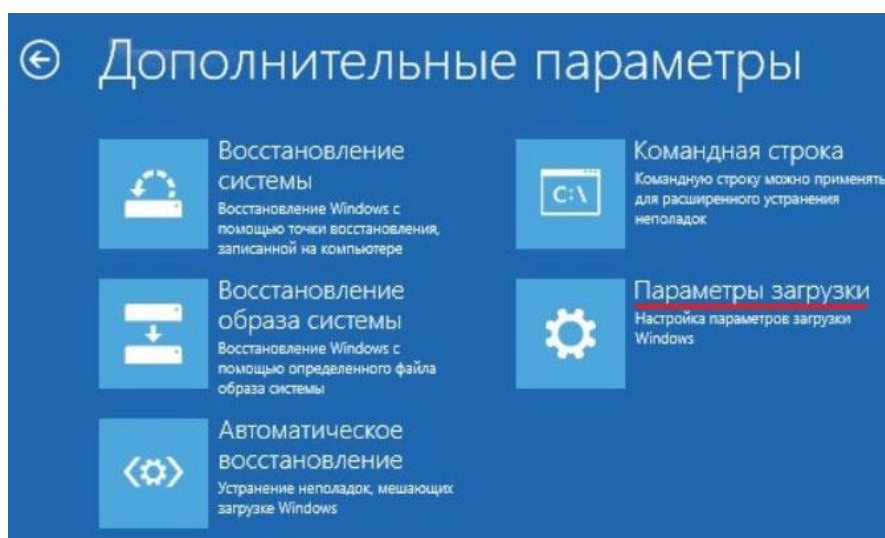 Дополнительные параметры
Восстановление
системы
Восстановление Windows с
помощью точки восстановления,
записанной на компьютере
Восстановление
образа системы
Восстановление Windows с
помощью определенного файла
образа системы
Автоматическое
восстановление
Устранение неполадок, мешающих
загрузке Windows
C:\
Командная строка
Командную строку можно применять
для расширенного устранения
неполадок
Параметры загрузки
Настройка параметров загрузки
Windows